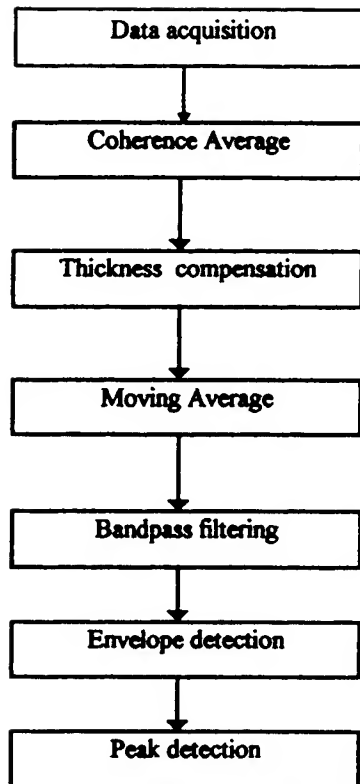 Data acquisition
Coherence Average
Thickness compensation
Moving Average
Bandpass filtering
Envelope detection
Peak detection